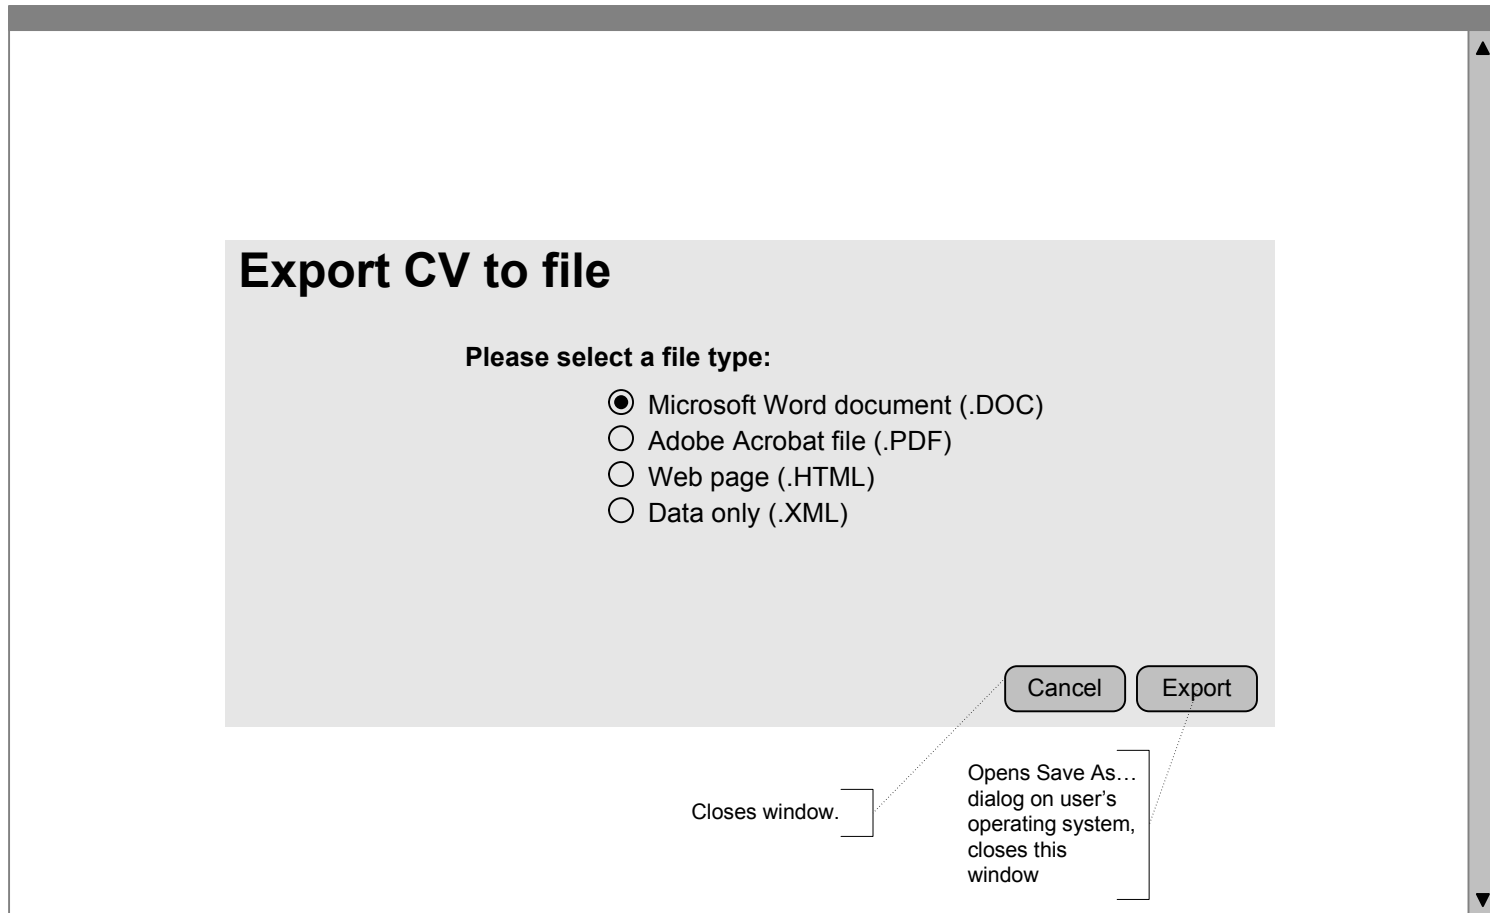 Export CV to file
Please select a file type:
Microsoft Word document (.DOC)
Adobe Acrobat file (.PDF)
Web page (.HTML)
Data only (.XML)
Cancel
Export
Closes window.
Opens Save As…
dialog on user’s
operating system,
closes this
window